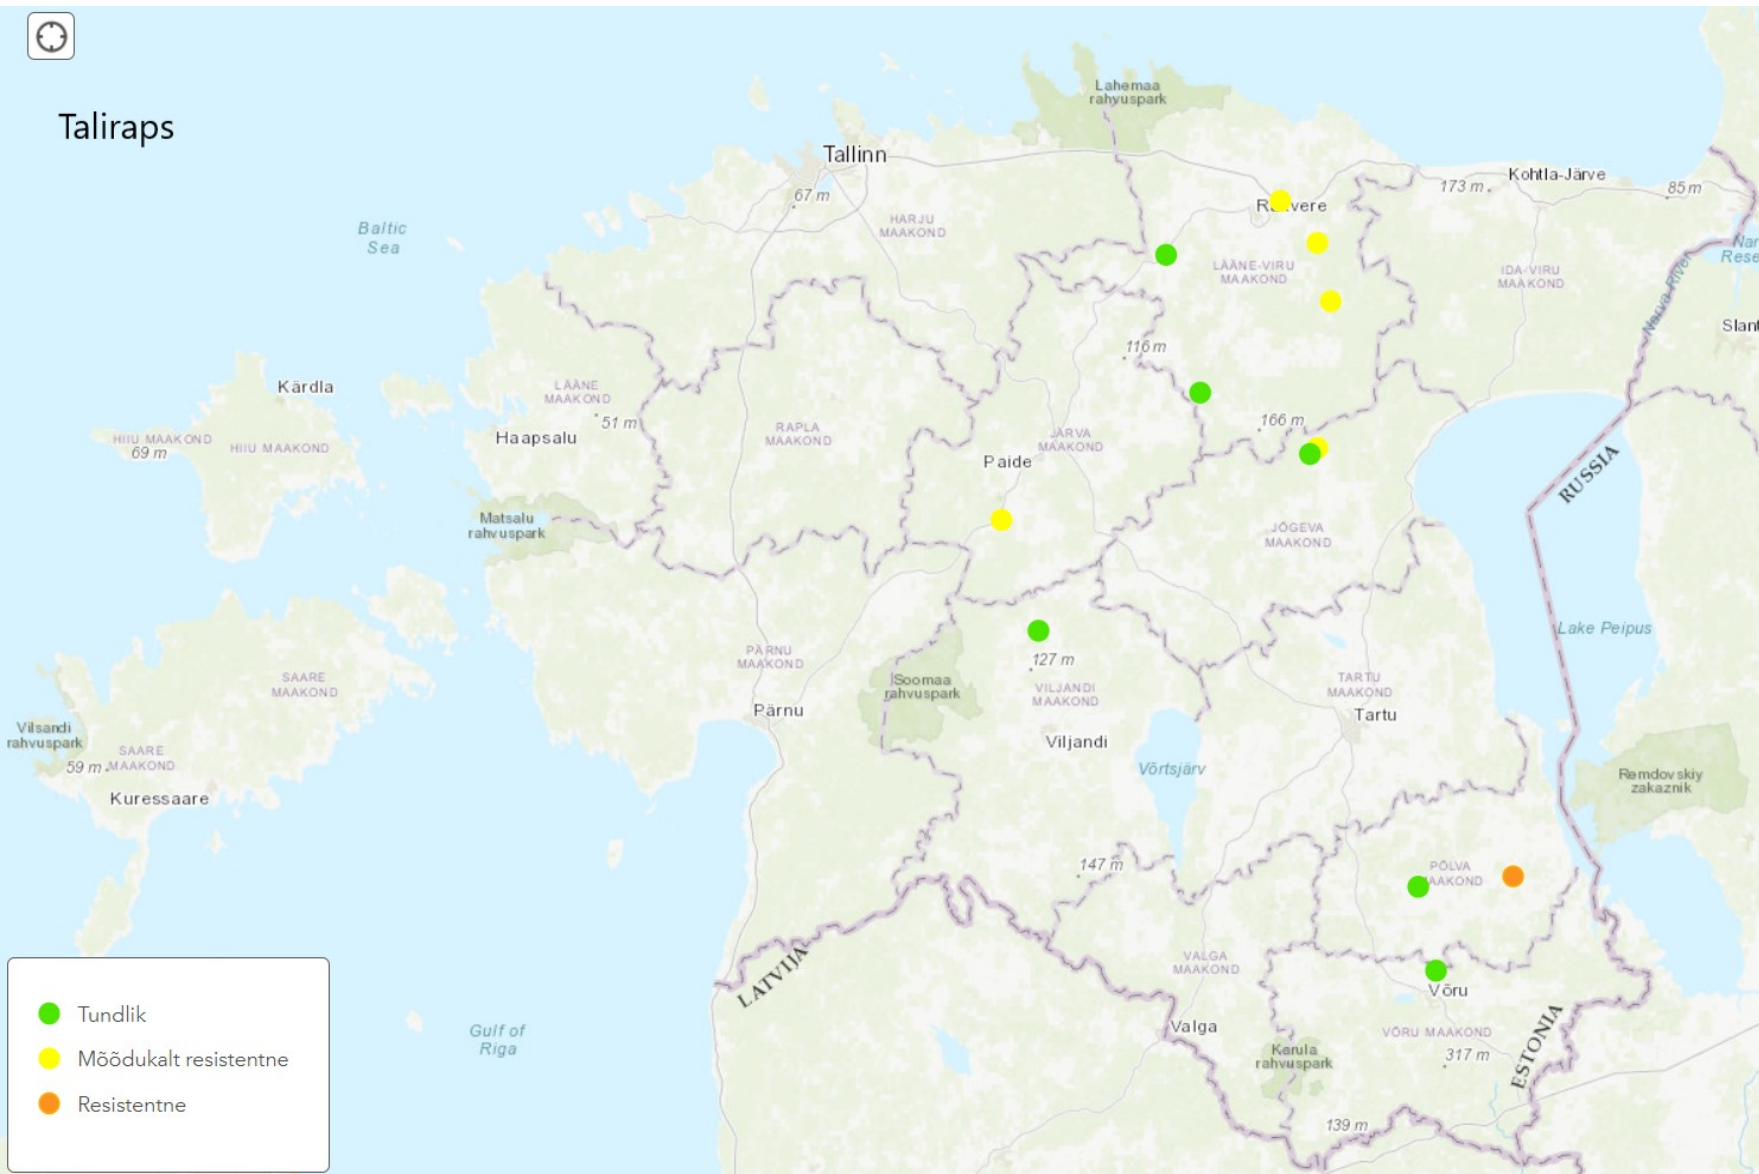 Taliraps
Lahemaa
rahvuspark
Tallinn
67 m
Kohtla-Järve
173 m
85 m
HARJU
MAAKOND
Baltic
Sea
LÄÄNE-VIRU
MAAKOND
IDA-VIRU
MAAKOND
Narva River
116 m
Kärdla
LÄÄNE
MAAKOND
51 m
Haapsalu
HIIU MAAKOND
69 m
HIIU MAAKOND
RAPLA
MAAKOND
JÄRVA
MAAKOND
Paide
166 m
RUSSIA
Matsalu
rahvuspark
JÕGEVA
MAAKOND
Lake Peipus
127 m
PÄRNU
MAAKOND
Soomaa
rahvuspark
VILJANDI
MAAKOND
TARTU
MAAKOND
Tartu
SAARE
MAAKOND
Pärnu
Viljandi
Võrtsjärv
Vilsandi
rahvuspark
SAARE
MAAKOND
59 m
Kuressaare
Remdovskiy
zakaznik
147 m
PÕLVA
MAAKOND
LATVIJA
VALGA
MAAKOND
Võru
Valga
VÕRU MAAKOND
ESTONIA
Karula
rahvuspark
317 m
139 m
Gulf of
Riga
Tundlik
Mõõdukalt resistentne
Resistentne